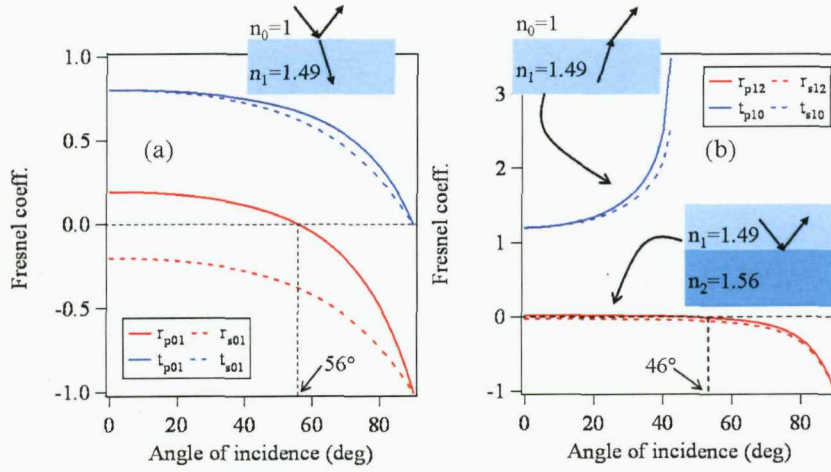 n0=1
n1=1.49
1.0
0.5
0.0
-0.5
-1.0
Fresnel coeff.
(a)
rp01
rs01
tp01
ts01
56°
0
20
40
60
80
Angle of incidence (deg)
n0=1
n1=1.49
rp12
rs12
tp10
ts10
3
2
1
0
-1
Fresnel coeff.
(b)
n1=1.49
n2=1.56
46°
0
20
40
60
80
Angle of incidence (deg)